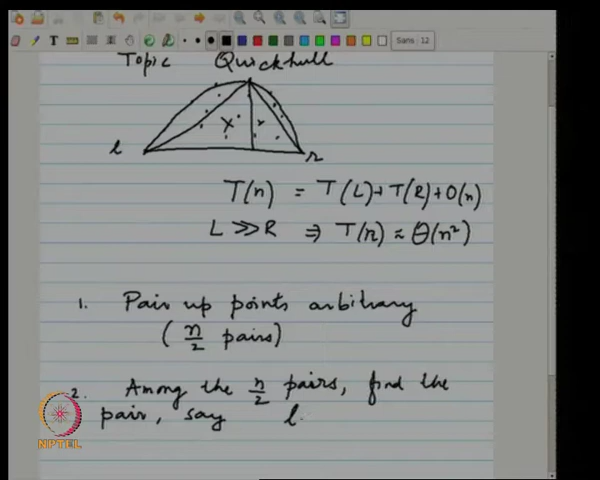 Sans: 12
Topic Quickhull
l
r
T(n) = T(L) + T(R) + O(n)
L >> R ⇒ T(n) ≈ Θ(n²)
1. Pair up points arbitrary
(n/2 pairs)
2. Among the n/2 pairs, find the
pair, say l
NPTEL